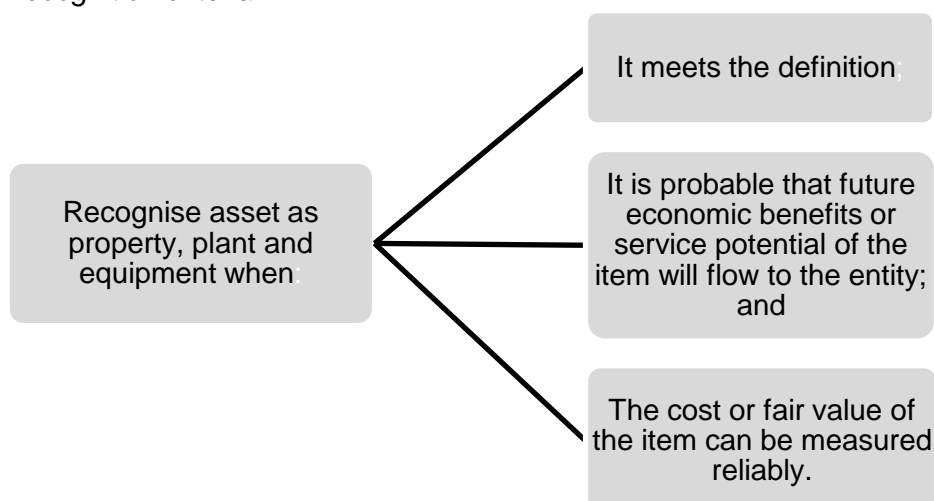 Recognise asset as
property, plant and
equipment when:
It meets the definition;
It is probable that future
economic benefits or
service potential of the
item will flow to the entity;
and
The cost or fair value of
the item can be measured
reliably.